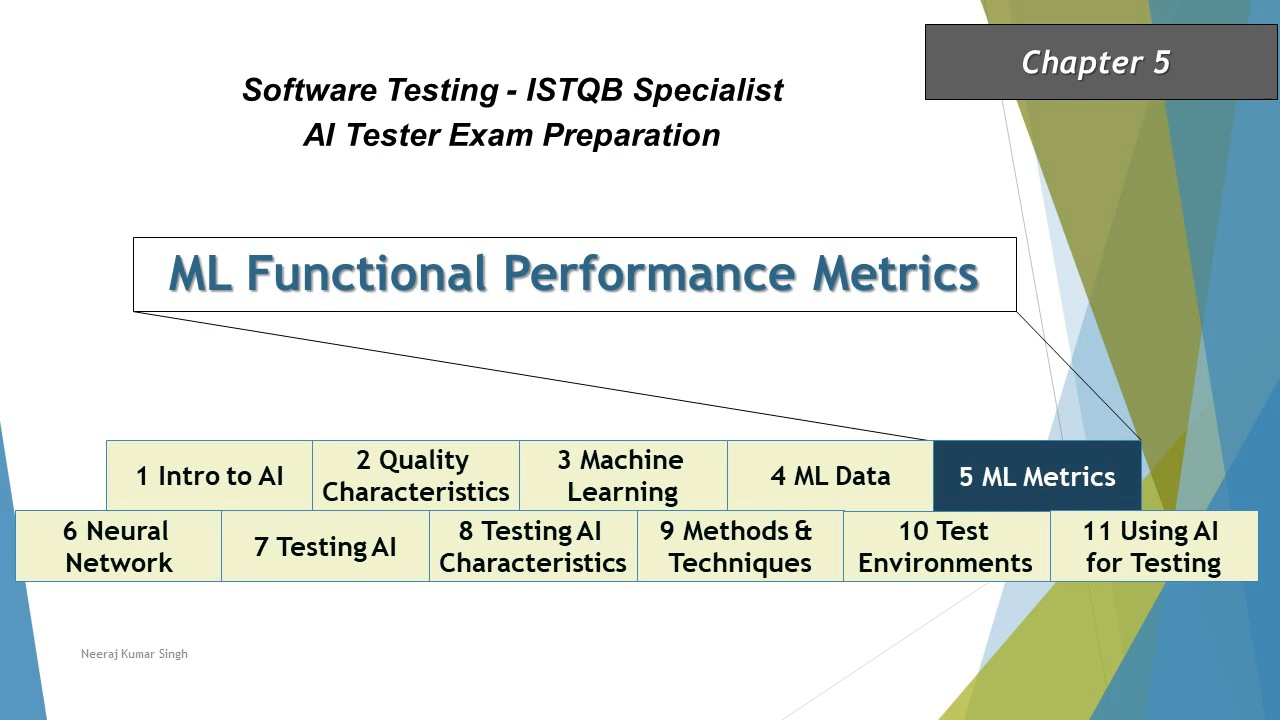 Chapter 5
Software Testing - ISTQB Specialist
AI Tester Exam Preparation
ML Functional Performance Metrics
1 Intro to AI
2 Quality
Characteristics
3 Machine
Learning
4 ML Data
5 ML Metrics
6 Neural
Network
7 Testing AI
8 Testing AI
Characteristics
9 Methods &
Techniques
10 Test
Environments
11 Using AI
for Testing
Neeraj Kumar Singh